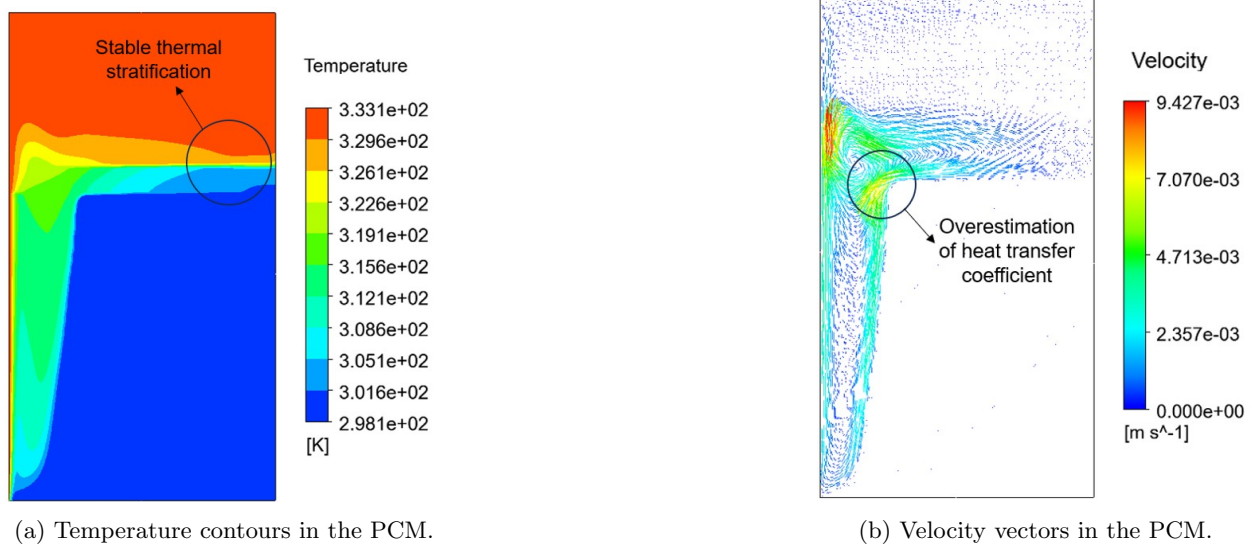 Stable thermal
stratification
Temperature
3.331e+02
3.296e+02
3.261e+02
3.226e+02
3.191e+02
3.156e+02
3.121e+02
3.086e+02
3.051e+02
3.016e+02
2.981e+02
[K]
(a) Temperature contours in the PCM.
Velocity
9.427e-03
7.070e-03
4.713e-03
2.357e-03
0.000e+00
[m s^-1]
Overestimation
of heat transfer
coefficient
(b) Velocity vectors in the PCM.